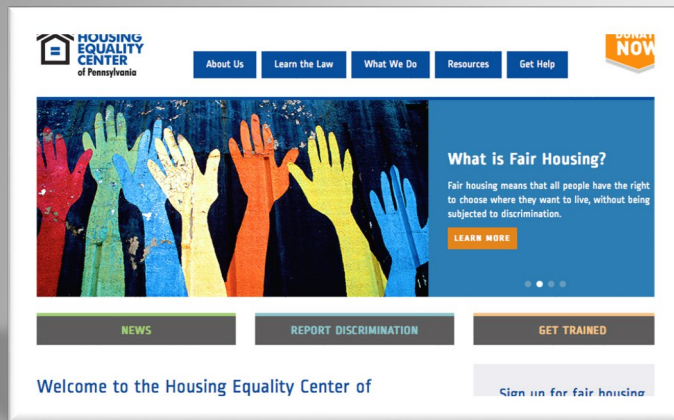 HOUSING
EQUALITY
CENTER
of Pennsylvania
About Us
Learn the Law
What We Do
Resources
Get Help
DONATE
NOW
What is Fair Housing?
Fair housing means that all people have the right
to choose where they want to live, without being
subjected to discrimination.
LEARN MORE
NEWS
REPORT DISCRIMINATION
GET TRAINED
Welcome to the Housing Equality Center of
Sign up for fair housing